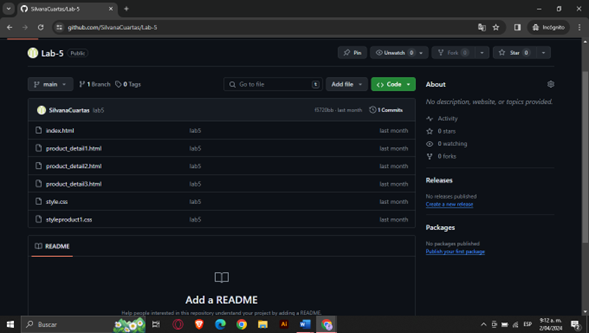 SilvanaCuartas/Lab-5
github.com/SilvanaCuartas/Lab-5
Incógnito
Lab-5 Public
Pin Unwatch 0 Fork 0 Star 0
main 1 Branch 0 Tags Go to file Add file Code
SilvanaCuartas lab5 last month 1 Commits
index.html lab5 last month
product_detail1.html lab5 last month
product_detail2.html lab5 last month
product_detail3.html lab5 last month
style.css lab5 last month
styleproduct1.css lab5 last month
README
Add a README
Help people interested in this repository understand your project by adding a README.
About
No description, website, or topics provided.
Activity
0 stars
0 watching
0 forks
Releases
No releases published
Create a new release
Packages
No packages published
Publish your first package
Buscar
ESP
9:12 a. m.
2/04/2024